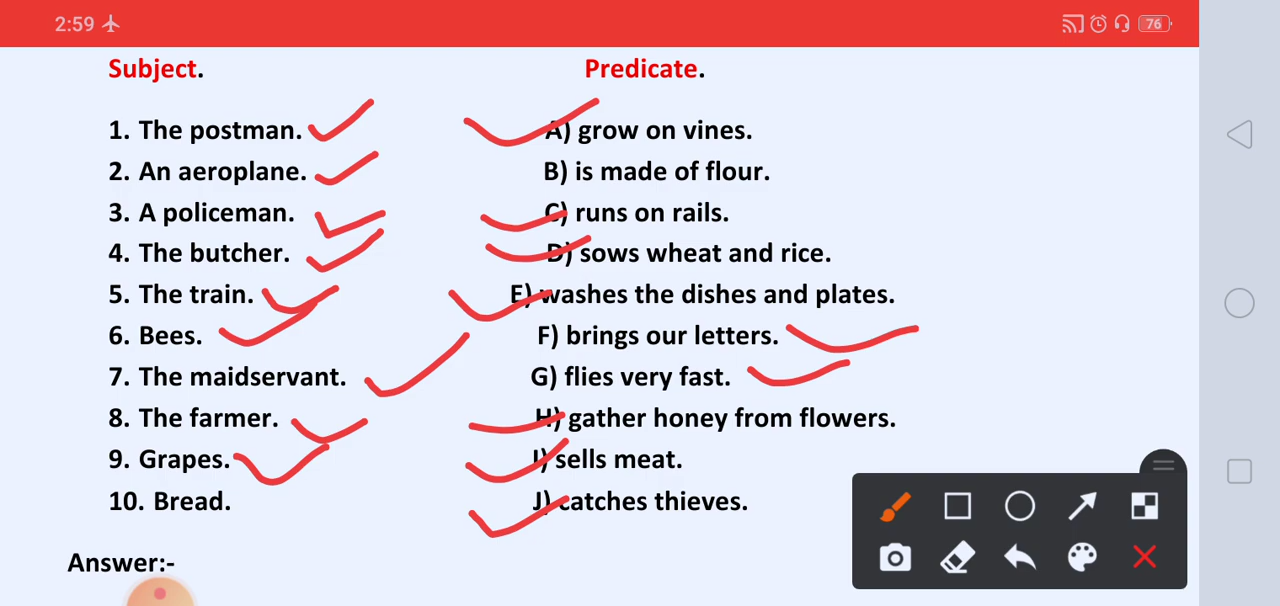 2:59
76
Subject. Predicate.
1. The postman. A) grow on vines.
2. An aeroplane. B) is made of flour.
3. A policeman. C) runs on rails.
4. The butcher. D) sows wheat and rice.
5. The train. E) washes the dishes and plates.
6. Bees. F) brings our letters.
7. The maidservant. G) flies very fast.
8. The farmer. H) gather honey from flowers.
9. Grapes. I) sells meat.
10. Bread. J) catches thieves.
Answer:-